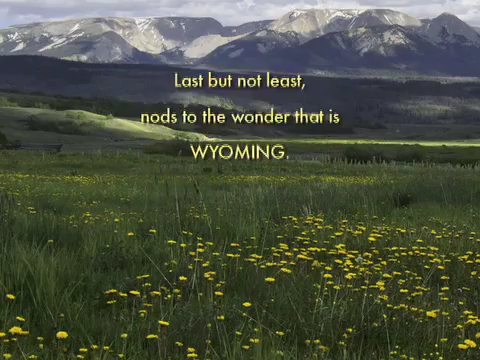 Last but not least,
nods to the wonder that is
WYOMING.